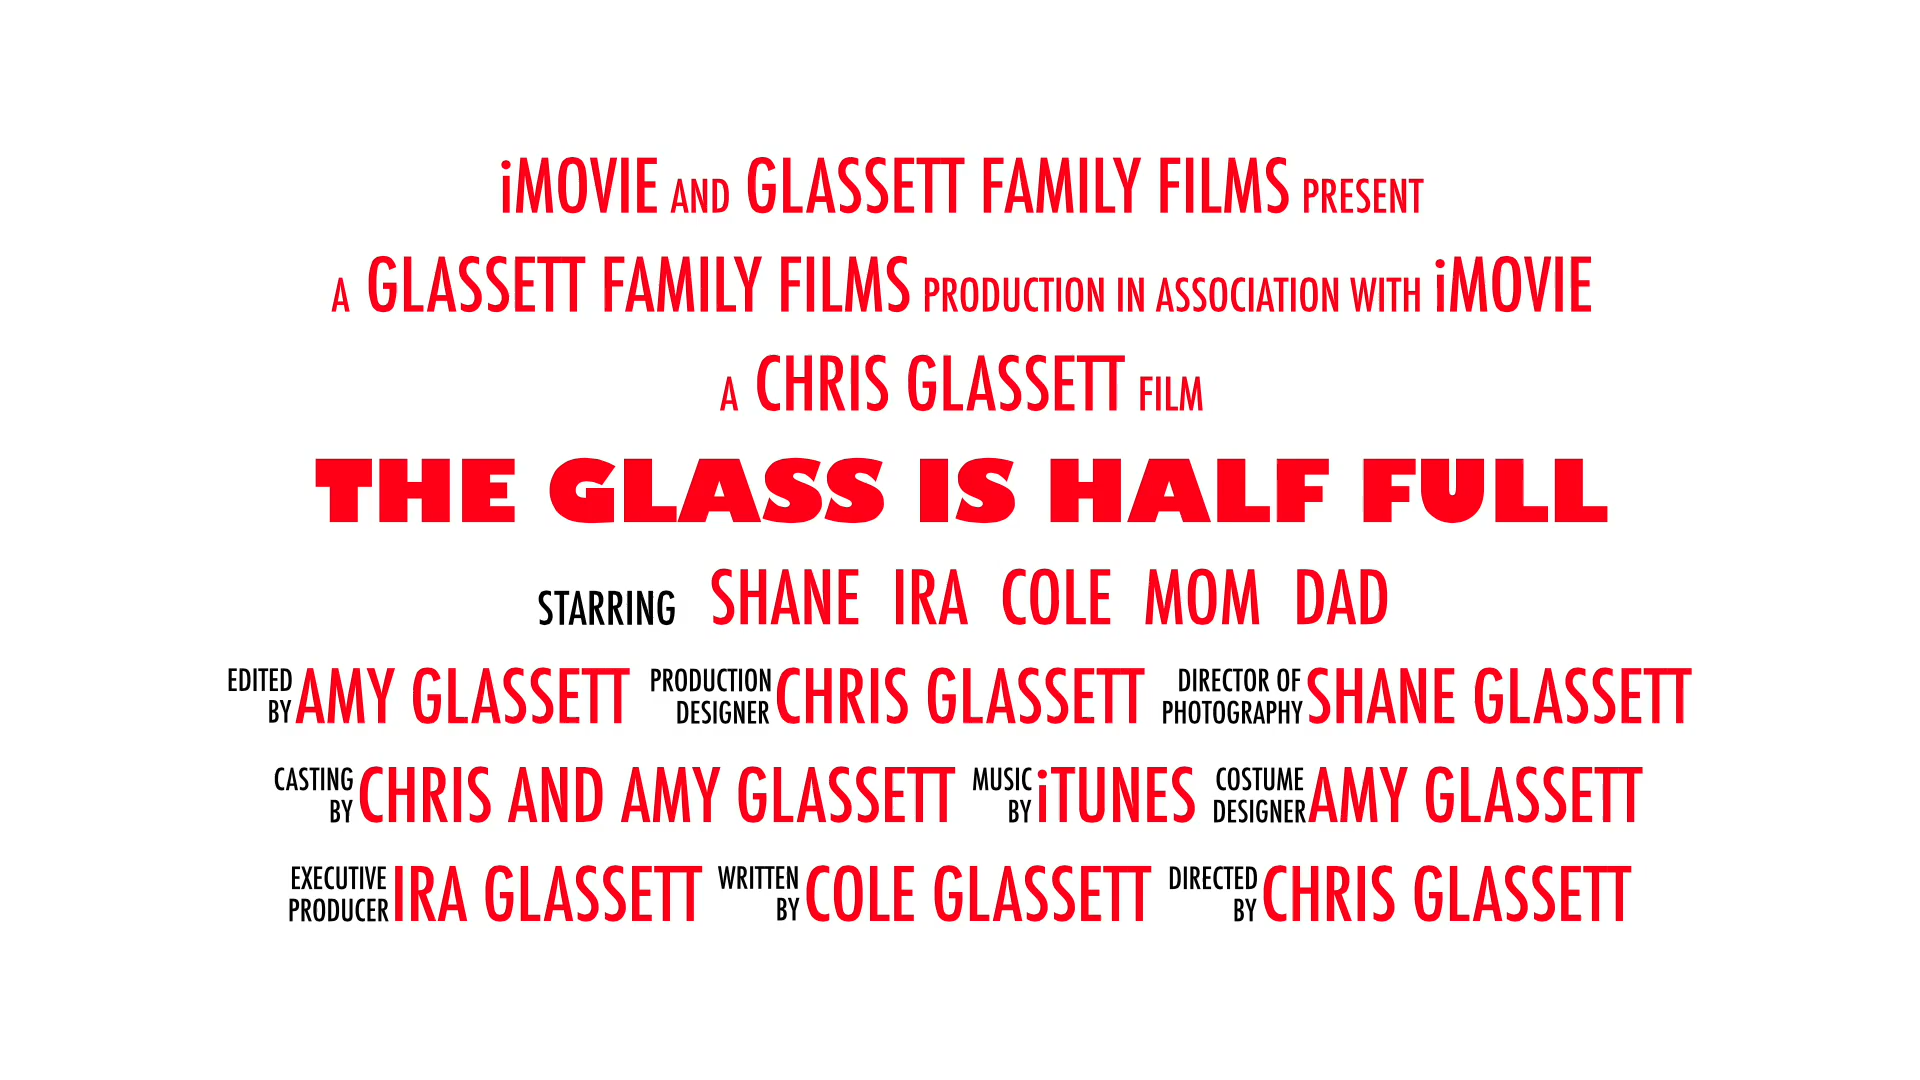 iMOVIE AND GLASSETT FAMILY FILMS PRESENT
A GLASSETT FAMILY FILMS PRODUCTION IN ASSOCIATION WITH iMOVIE
A CHRIS GLASSETT FILM
THE GLASS IS HALF FULL
STARRING SHANE IRA COLE MOM DAD
EDITED BY AMY GLASSETT PRODUCTION DESIGNER CHRIS GLASSETT DIRECTOR OF PHOTOGRAPHY SHANE GLASSETT
CASTING BY CHRIS AND AMY GLASSETT MUSIC BY iTUNES COSTUME DESIGNER AMY GLASSETT
EXECUTIVE PRODUCER IRA GLASSETT WRITTEN BY COLE GLASSETT DIRECTED BY CHRIS GLASSETT